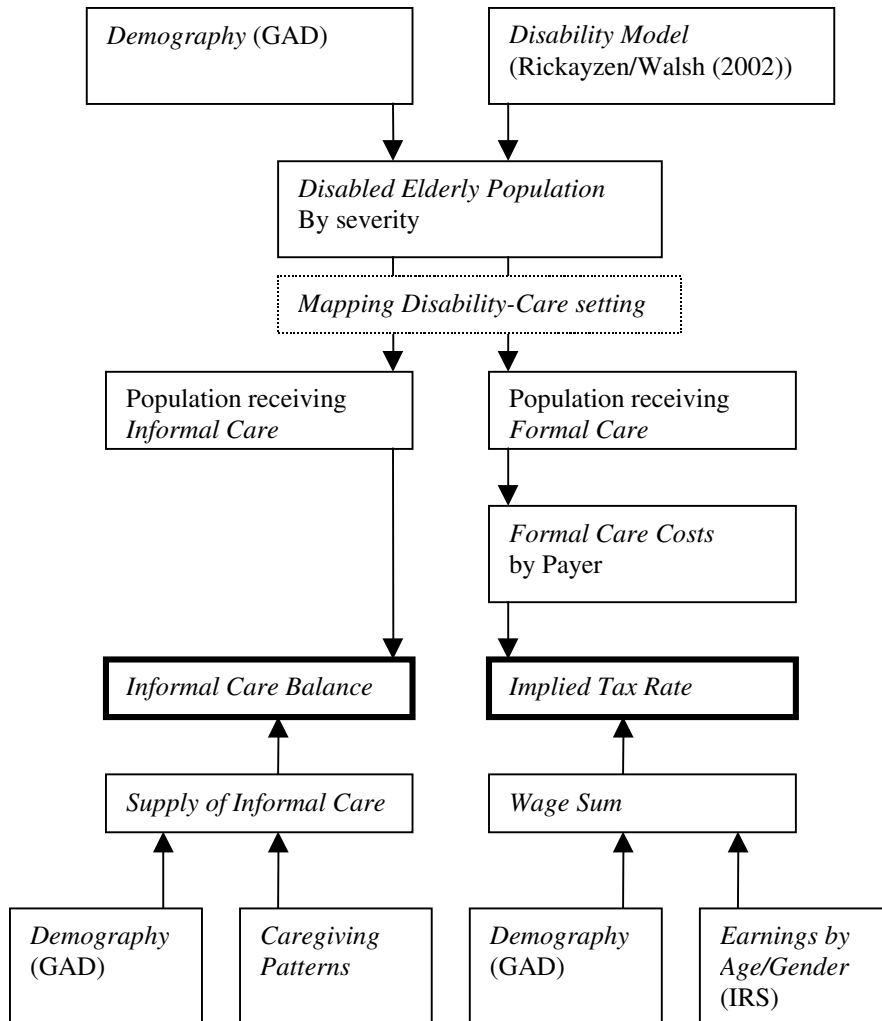 Demography (GAD)
Disability Model
(Rickayzen/Walsh (2002))
Disabled Elderly Population
By severity
Mapping Disability-Care setting
Population receiving
Informal Care
Population receiving
Formal Care
Formal Care Costs
by Payer
Informal Care Balance
Implied Tax Rate
Supply of Informal Care
Wage Sum
Demography
(GAD)
Caregiving
Patterns
Demography
(GAD)
Earnings by
Age/Gender
(IRS)